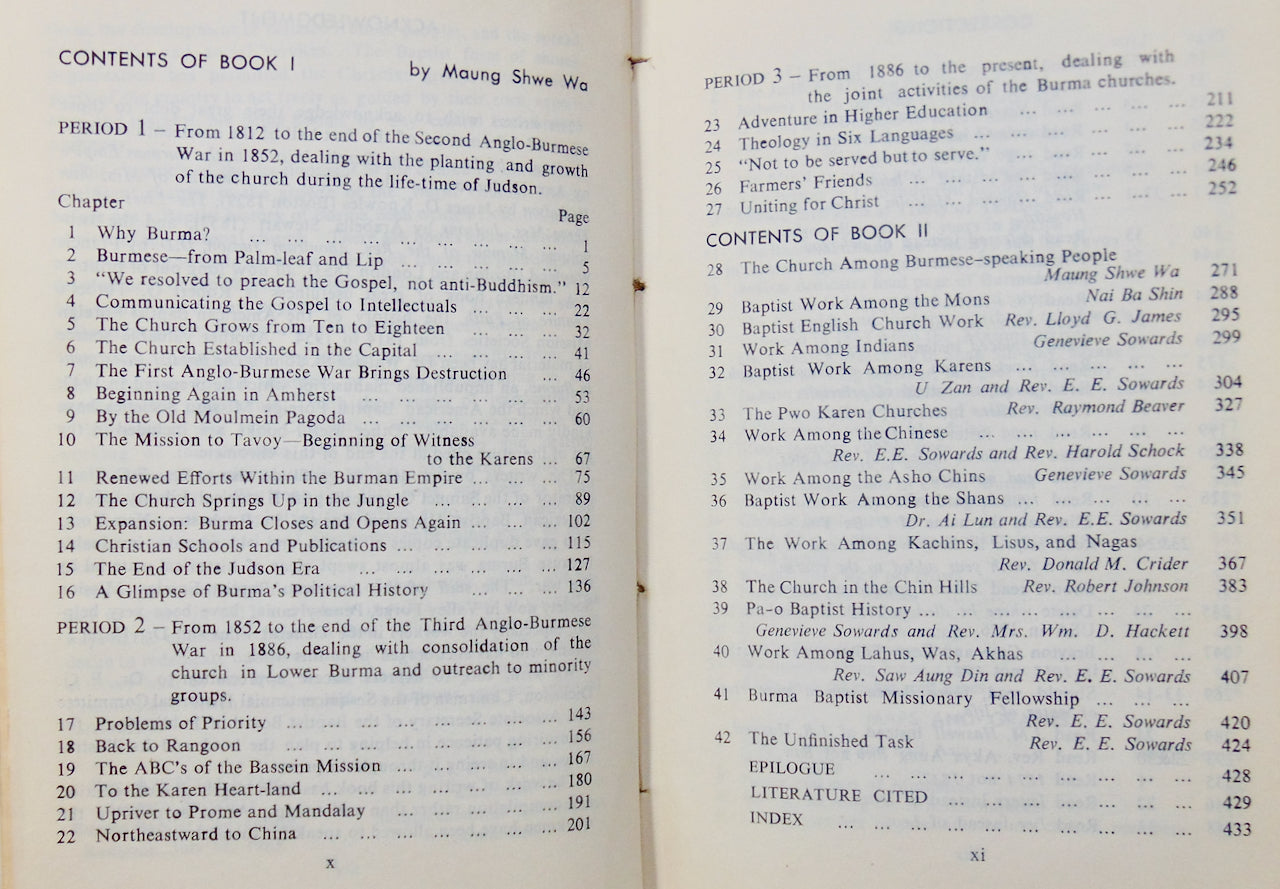 CONTENTS OF BOOK I by Maung Shwe Wa
PERIOD 1 – From 1812 to the end of the Second Anglo-Burmese
War in 1852, dealing with the planting and growth
of the church during the life-time of Judson.
Chapter Page
1 Why Burma? ... ... ... ... ... ... ... ... ... 1
2 Burmese—from Palm-leaf and Lip ... ... ... ... ... 5
3 "We resolved to preach the Gospel, not anti-Buddhism." 12
4 Communicating the Gospel to Intellectuals ... ... ... 22
5 The Church Grows from Ten to Eighteen ... ... ... 32
6 The Church Established in the Capital ... ... ... ... 41
7 The First Anglo-Burmese War Brings Destruction ... 46
8 Beginning Again in Amherst ... ... ... ... ... ... 53
9 By the Old Moulmein Pagoda ... ... ... ... ... ... 60
10 The Mission to Tavoy—Beginning of Witness
to the Karens ... 67
11 Renewed Efforts Within the Burman Empire ... ... ... 75
12 The Church Springs Up in the Jungle ... ... ... ... 89
13 Expansion: Burma Closes and Opens Again ... ... ... 102
14 Christian Schools and Publications ... ... ... ... ... 115
15 The End of the Judson Era ... ... ... ... ... ... 127
16 A Glimpse of Burma's Political History ... ... ... ... 136
PERIOD 2 – From 1852 to the end of the Third Anglo-Burmese
War in 1886, dealing with consolidation of the
church in Lower Burma and outreach to minority
groups.
17 Problems of Priority ... ... ... ... ... ... ... ... 143
18 Back to Rangoon ... ... ... ... ... ... ... ... 156
19 The ABC's of the Bassein Mission ... ... ... ... ... 167
20 To the Karen Heart-land ... ... ... ... ... ... ... 180
21 Upriver to Prome and Mandalay ... ... ... ... ... 191
22 Northeastward to China ... ... ... ... ... ... ... 201
x
PERIOD 3 – From 1886 to the present, dealing with
the joint activities of the Burma churches.
23 Adventure in Higher Education ... ... ... ... ... 211
24 Theology in Six Languages ... ... ... ... ... ... 222
25 "Not to be served but to serve." ... ... ... ... ... 234
26 Farmers' Friends ... ... ... ... ... ... ... ... 246
27 Uniting for Christ ... ... ... ... ... ... ... ... 252
CONTENTS OF BOOK II
28 The Church Among Burmese-speaking People
Maung Shwe Wa 271
29 Baptist Work Among the Mons Nai Ba Shin 288
30 Baptist English Church Work Rev. Lloyd G. James 295
31 Work Among Indians Genevieve Sowards 299
32 Baptist Work Among Karens ... ... ... ... ...
U Zan and Rev. E. E. Sowards 304
33 The Pwo Karen Churches Rev. Raymond Beaver 327
34 Work Among the Chinese ... ... ... ... ... ...
Rev. E.E. Sowards and Rev. Harold Schock 338
35 Work Among the Asho Chins Genevieve Sowards 345
36 Baptist Work Among the Shans ... ... ... ... ...
Dr. Ai Lun and Rev. E.E. Sowards 351
37 The Work Among Kachins, Lisus, and Nagas
Rev. Donald M. Crider 367
38 The Church in the Chin Hills Rev. Robert Johnson 383
39 Pa-o Baptist History ... ... ... ... ... ... ... ...
Genevieve Sowards and Rev. Mrs. Wm. D. Hackett 398
40 Work Among Lahus, Was, Akhas ... ... ... ...
Rev. Saw Aung Din and Rev. E. E. Sowards 407
41 Burma Baptist Missionary Fellowship ... ... ...
Rev. E. E. Sowards 420
42 The Unfinished Task Rev. E. E. Sowards 424
EPILOGUE ... ... ... ... ... ... ... ... ... 428
LITERATURE CITED ... ... ... ... ... ... ... 429
INDEX ... ... ... ... ... ... ... ... ... ... 433
xi